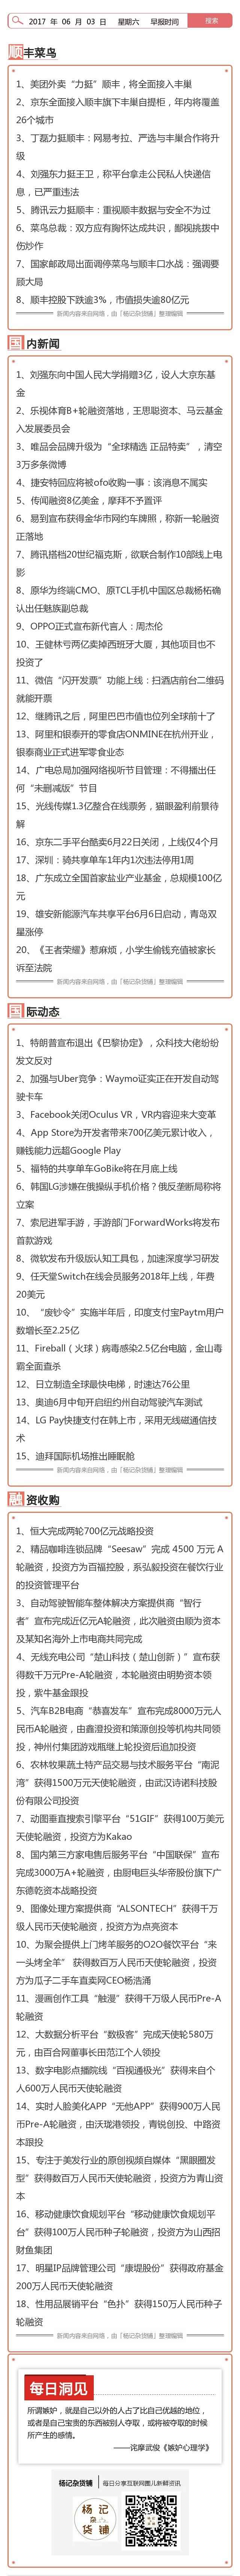 2017 年 06 月 03 日 星期六 早报时间 搜索
顺丰菜鸟
1、美团外卖“力挺”顺丰，将全面接入丰巢
2、京东全面接入顺丰旗下丰巢自提柜，年内将覆盖
26个城市
3、丁磊力挺顺丰：网易考拉、严选与丰巢合作将升
级
4、刘强东力挺王卫，称平台拿走公民私人快递信
息，已严重违法
5、腾讯云力挺顺丰：重视顺丰数据与安全不为过
6、菜鸟总裁：双方应有胸怀达成共识，鄙视挑拨中
伤炒作
7、国家邮政局出面调停菜鸟与顺丰口水战：强调要
顾大局
8、顺丰控股下跌逾3%，市值损失逾80亿元
新闻内容来自网络，由「杨记杂货铺」整理编辑
国内新闻
1、刘强东向中国人民大学捐赠3亿，设人大京东基
金
2、乐视体育B+轮融资落地，王思聪资本、马云基金
入发展委员会
3、唯品会品牌升级为“全球精选 正品特卖”，清空
3万多条微博
4、捷安特回应将被ofo收购一事：该消息不属实
5、传闻融资8亿美金，摩拜不予置评
6、易到宣布获得金华市网约车牌照，称新一轮融资
正落地
7、腾讯搭档20世纪福克斯，欲联合制作10部线上电
影
8、原华为终端CMO、原TCL手机中国区总裁杨柘确
认出任魅族副总裁
9、OPPO正式宣布新代言人：周杰伦
10、王健林亏两亿卖掉西班牙大厦，其他项目也不
投资了
11、微信“闪开发票”功能上线：扫酒店前台二维码
就能开票
12、继腾讯之后，阿里巴巴市值也位列全球前十了
13、阿里和银泰开的零食店ONMINE在杭州开业，
银泰商业正式进军零食业态
14、广电总局加强网络视听节目管理：不得播出任
何“未删减版”节目
15、光线传媒1.3亿整合在线票务，猫眼盈利前景待
解
16、京东二手平台酷卖6月22日关闭，上线仅4个月
17、深圳：骑共享单车1年内1次违法停用1周
18、广东成立全国首家盐业产业基金，总规模100亿
元
19、雄安新能源汽车共享平台6月6日启动，青岛双
星涨停
20、《王者荣耀》惹麻烦，小学生偷钱充值被家长
诉至法院
新闻内容来自网络，由「杨记杂货铺」整理编辑
国际动态
1、特朗普宣布退出《巴黎协定》，众科技大佬纷纷
发文反对
2、加强与Uber竞争：Waymo证实正在开发自动驾
驶卡车
3、Facebook关闭Oculus VR，VR内容迎来大变革
4、App Store为开发者带来700亿美元累计收入，
赚钱能力远超Google Play
5、福特的共享单车GoBike将在月底上线
6、韩国LG涉嫌在俄操纵手机价格？俄反垄断局称将
立案
7、索尼进军手游，手游部门ForwardWorks将发布
首款游戏
8、微软发布升级版认知工具包，加速深度学习研发
9、任天堂Switch在线会员服务2018年上线，年费
20美元
10、“废钞令”实施半年后，印度支付宝Paytm用户
数增长至2.25亿
11、Fireball（火球）病毒感染2.5亿台电脑，金山毒
霸全面查杀
12、日立制造全球最快电梯，时速达76公里
13、奥迪6月中旬开启纽约州自动驾驶汽车测试
14、LG Pay快捷支付在韩上市，采用无线磁通信技
术
15、迪拜国际机场推出睡眠舱
新闻内容来自网络，由「杨记杂货铺」整理编辑
融资收购
1、恒大完成两轮700亿元战略投资
2、精品咖啡连锁品牌“Seesaw”完成 4500 万元 A
轮融资，投资方为百福控股，系弘毅投资在餐饮行业
的投资管理平台
3、自动驾驶智能车整体解决方案提供商“智行
者”宣布完成近亿元A轮融资，此次融资由顺为资本
及某知名海外上市电商共同完成
4、无线充电公司“楚山科技（楚山创新）”宣布获
得数千万元Pre-A轮融资，本轮融资由明势资本领
投，紫牛基金跟投
5、汽车B2B电商“恭喜发车”宣布完成8000万元人
民币A轮融资，由鑫澄投资和策源创投等机构共同领
投，神州付集团游戏瓶继上轮投资后追加投资
6、农林牧果蔬土特产品交易与技术服务平台“南泥
湾”获得1500万元天使轮融资，由武汉诗诺科技股
份有限公司投资
7、动图垂直搜索引擎平台“51GIF”获得100万美元
天使轮融资，投资方为Kakao
8、国内第三方家电售后服务平台“中国联保”宣布
完成3000万A+轮融资，由厨电巨头华帝股份旗下广
东德乾资本战略投资
9、图像处理方案提供商“ALSONTECH”获得千万
级人民币天使轮融资，投资方为点亮资本
10、为聚会提供上门烤羊服务的O2O餐饮平台“来
一头烤全羊” 获得数百万人民币天使轮融资，投资
方为瓜子二手车直卖网CEO杨浩涌
11、漫画创作工具“触漫”获得千万级人民币Pre-A
轮融资
12、大数据分析平台“数极客”完成天使轮580万
元，由百合网董事长田范江个人领投
13、数字电影点播院线“百视通极光”获得来自个
人600万人民币天使轮融资
14、实时人脸美化APP“无他APP”获得900万人民
币Pre-A轮融资，由沃珑港领投，青锐创投、中路资
本跟投
15、专注于美发行业的原创视频自媒体“黑眼圈发
型”获得数百万人民币天使轮融资，投资方为青山资
本
16、移动健康饮食规划平台“移动健康饮食规划平
台”获得100万人民币种子轮融资，投资方为山西招
财鱼集团
17、明星IP品牌管理公司“康堤股份”获得政府基金
200万人民币天使轮融资
18、性用品展销平台“色扑”获得150万人民币种子
轮融资
新闻内容来自网络，由「杨记杂货铺」整理编辑
每日洞见
所谓嫉妒，就是自己以外的人占了比自己优越的地位，
或者是自己宝贵的东西被别人夺取，或将被夺取的时候
所产生的感情。
——诧摩武俊《嫉妒心理学》
杨记杂货铺 每日分享互联网圈儿新鲜资讯
杨记
货铺